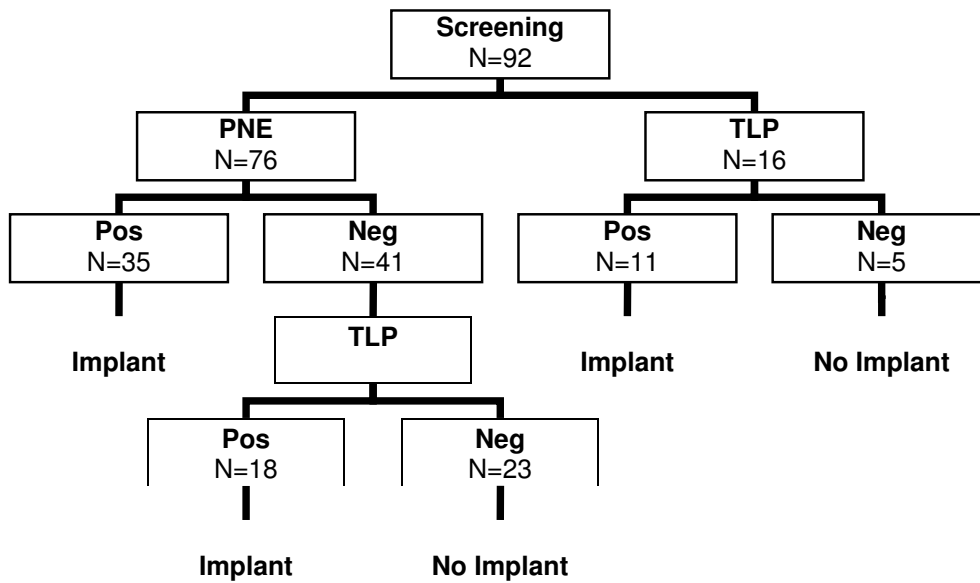 Screening
N=92
PNE
N=76
TLP
N=16
Pos
N=35
Neg
N=41
Pos
N=11
Neg
N=5
Implant
TLP
Implant
No Implant
Pos
N=18
Neg
N=23
Implant
No Implant